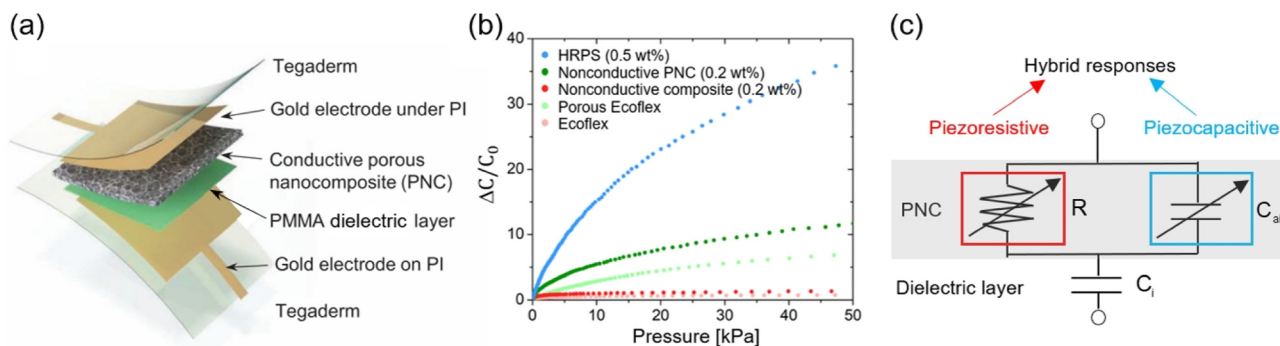 (a)
Tegaderm
Gold electrode under PI
Conductive porous
nanocomposite (PNC)
PMMA dielectric layer
Gold electrode on PI
Tegaderm
(b)
ΔC/C₀
40
30
20
10
0
HRPS (0.5 wt%)
Nonconductive PNC (0.2 wt%)
Nonconductive composite (0.2 wt%)
Porous Ecoflex
Ecoflex
0 10 20 30 40 50
Pressure [kPa]
(c)
Hybrid responses
Piezoresistive Piezocapacitive
PNC R
Dielectric layer Cᵢ